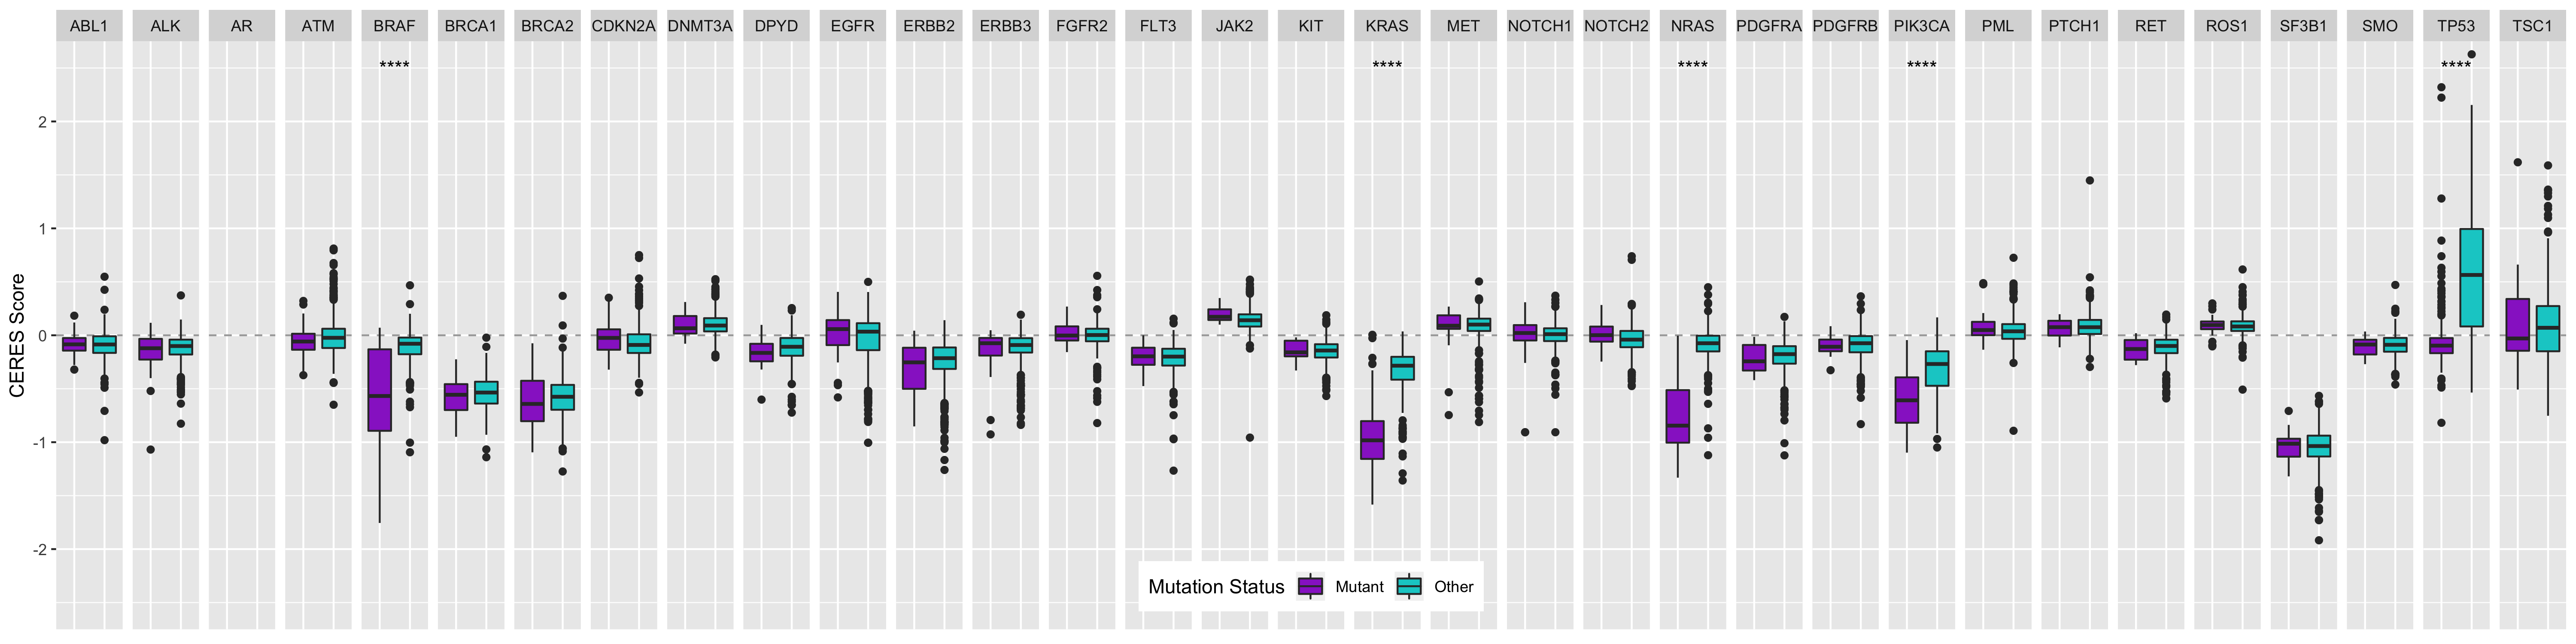 ABL1 ALK AR ATM BRAF BRCA1 BRCA2 CDKN2A DNMT3A DPYD EGFR ERBB2 ERBB3 FGFR2 FLT3 JAK2 KIT KRAS MET NOTCH1 NOTCH2 NRAS PDGFRA PDGFRB PIK3CA PML PTCH1 RET ROS1 SF3B1 SMO TP53 TSC1
**** **** **** **** ****
2
1
0
-1
-2
CERES Score
Mutation Status Mutant Other